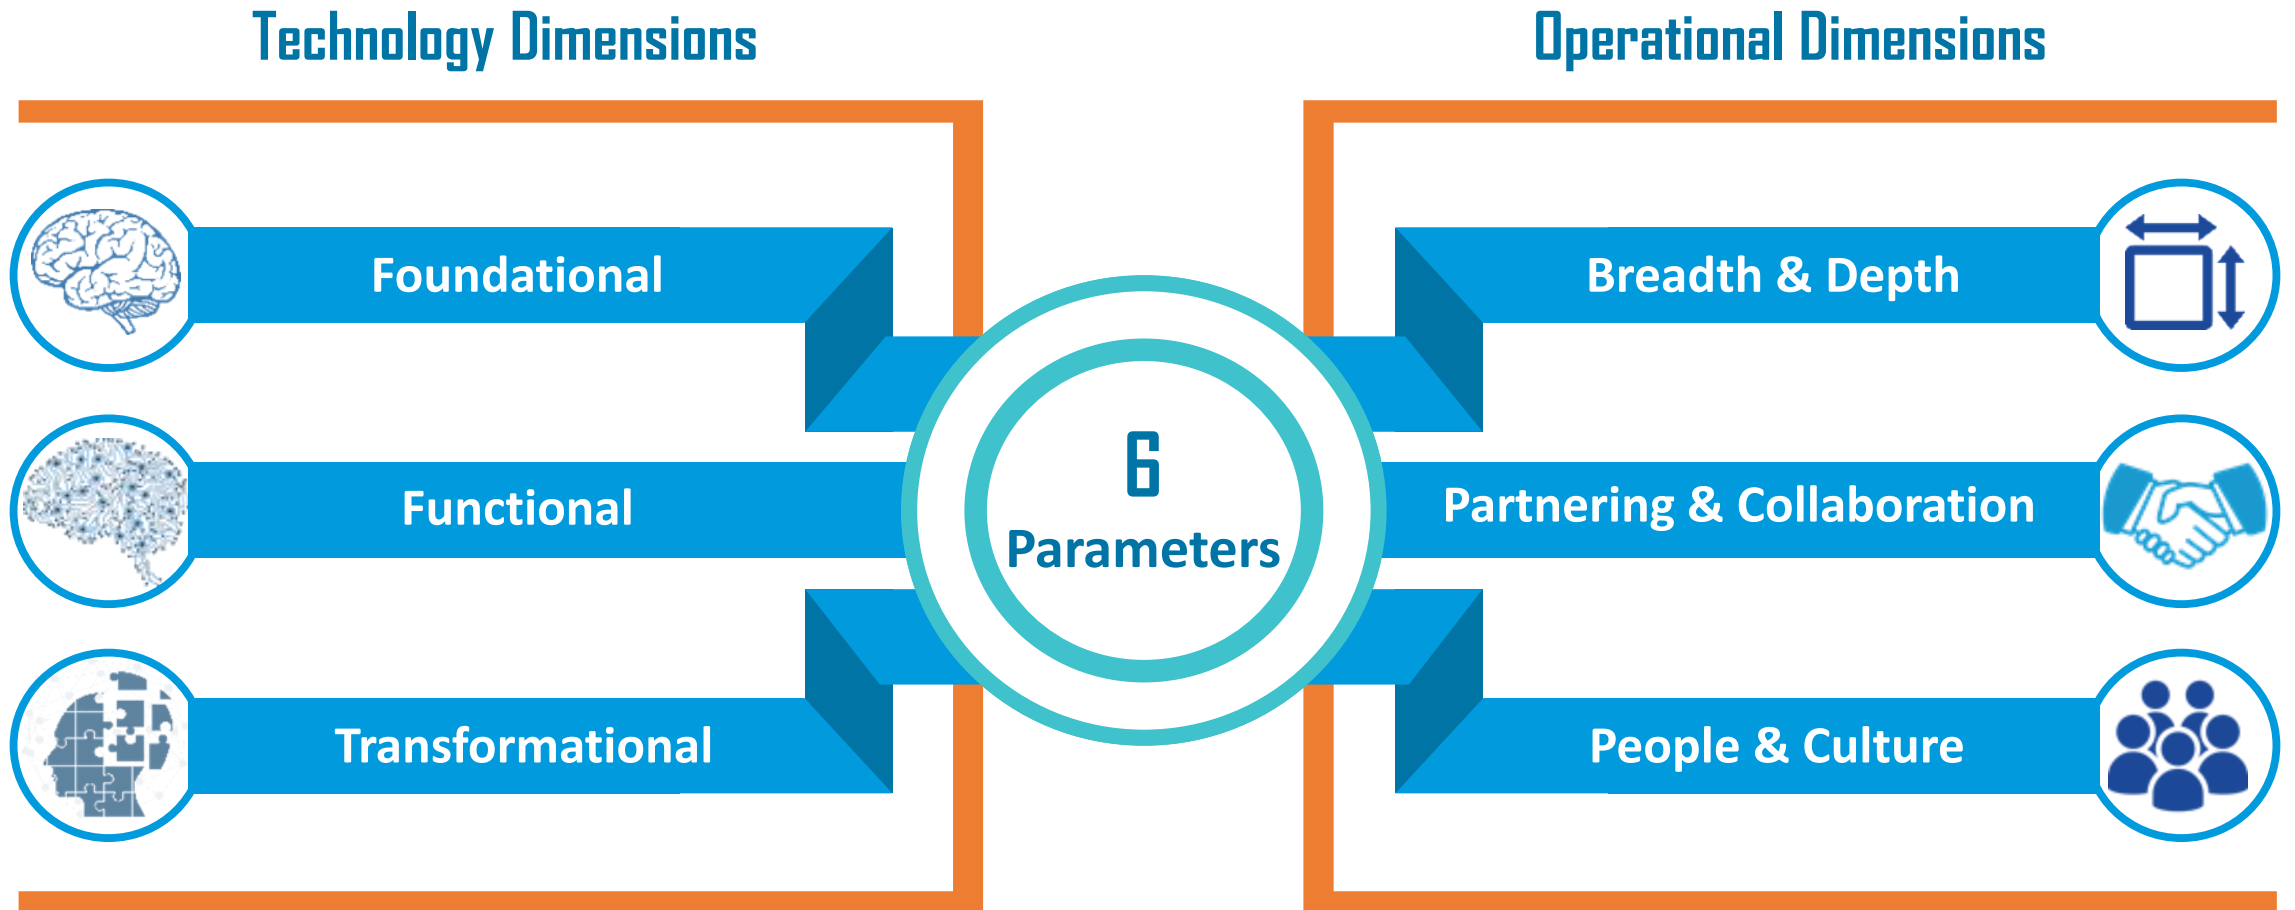 Technology Dimensions
Operational Dimensions
Foundational
Functional
Transformational
6
Parameters
Breadth & Depth
Partnering & Collaboration
People & Culture